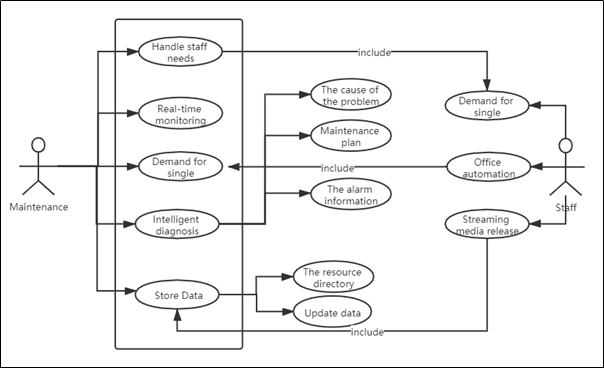 Handle staff
needs
include
The cause of
the problem
Demand for
single
Real-time
monitoring
Maintenance
plan
Demand for
single
include
Office
automation
Maintenance
The alarm
information
Staff
Intelligent
diagnosis
Streaming
media release
The resource
directory
Store Data
Update data
include